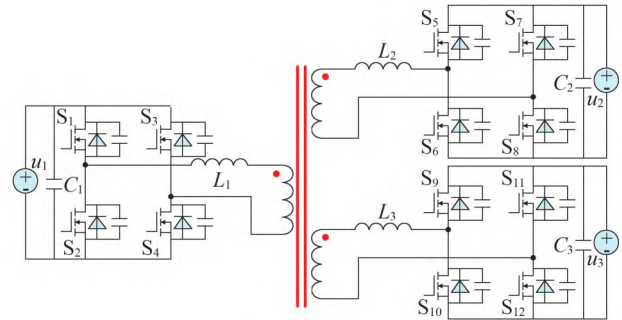 S₅ S₇
L₂
C₂ u₂
S₁ S₃
S₆ S₈
u₁ C₁
L₁
S₉ S₁₁
S₂ S₄
L₃
C₃ u₃
S₁₀ S₁₂